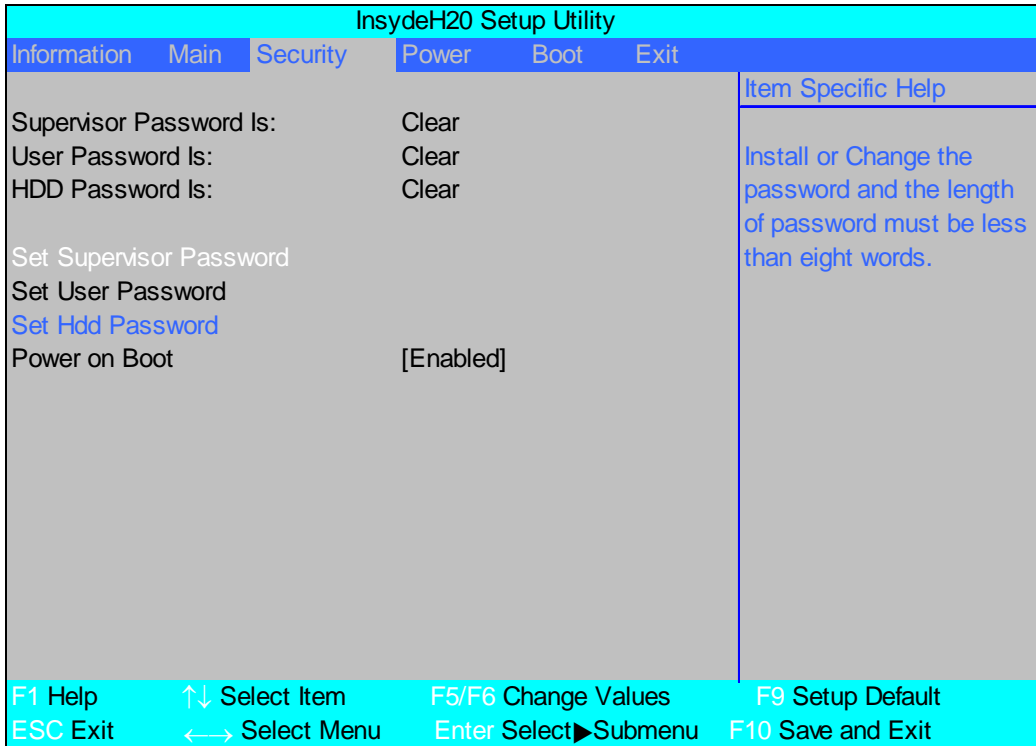 InsydeH20 Setup Utility
Information Main Security Power Boot Exit
Item Specific Help
Supervisor Password Is: Clear
User Password Is: Clear
HDD Password Is: Clear
Install or Change the
password and the length
of password must be less
than eight words.
Set Supervisor Password
Set User Password
Set Hdd Password
Power on Boot [Enabled]
F1 Help ↑↓ Select Item F5/F6 Change Values F9 Setup Default
ESC Exit ←→ Select Menu Enter Select▶Submenu F10 Save and Exit